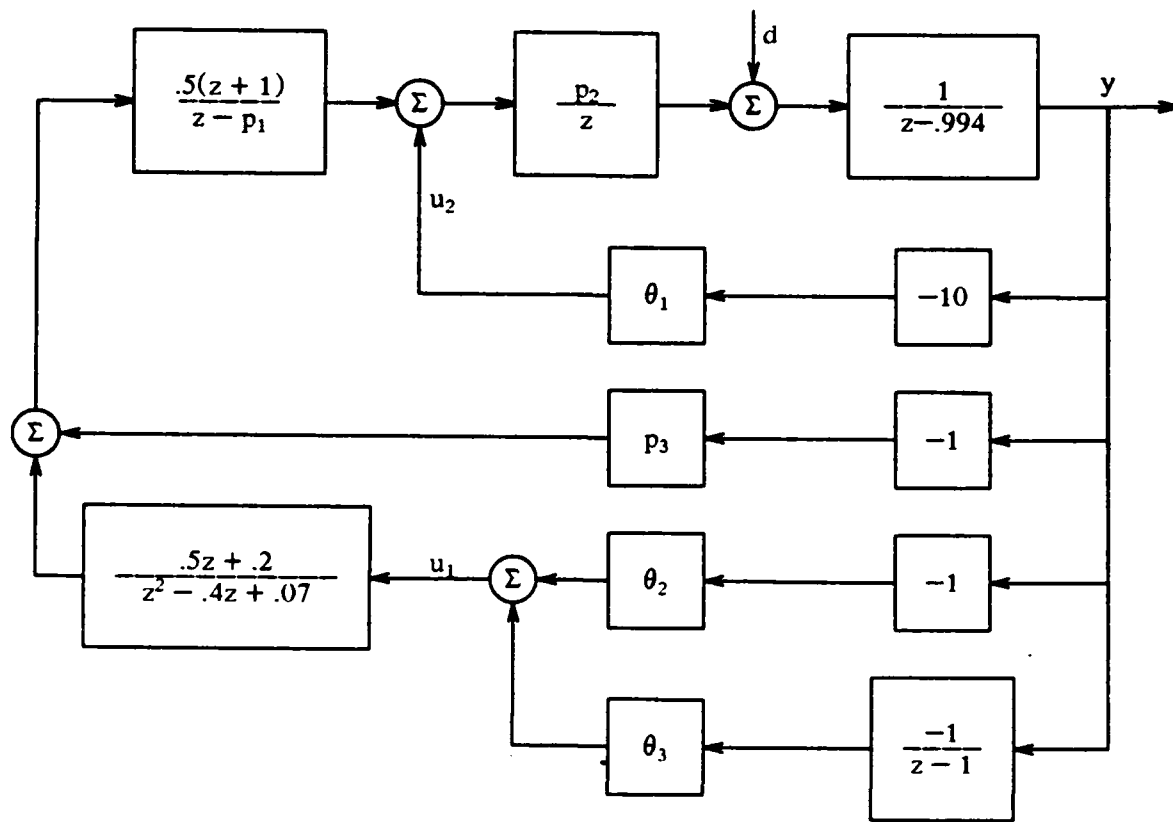 d
.5(z + 1)
z − p₁
Σ
p₂
z
Σ
1
z−.994
y
u₂
θ₁
−10
Σ
p₃
−1
.5z + .2
z² − .4z + .07
u₁
Σ
θ₂
−1
θ₃
−1
z − 1